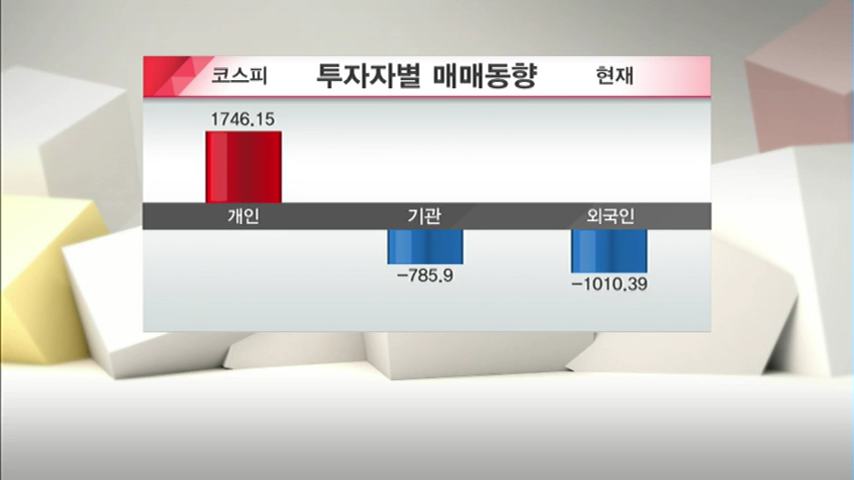 코스피 투자자별 매매동향 현재
1746.15
개인 기관 외국인
-785.9
-1010.39